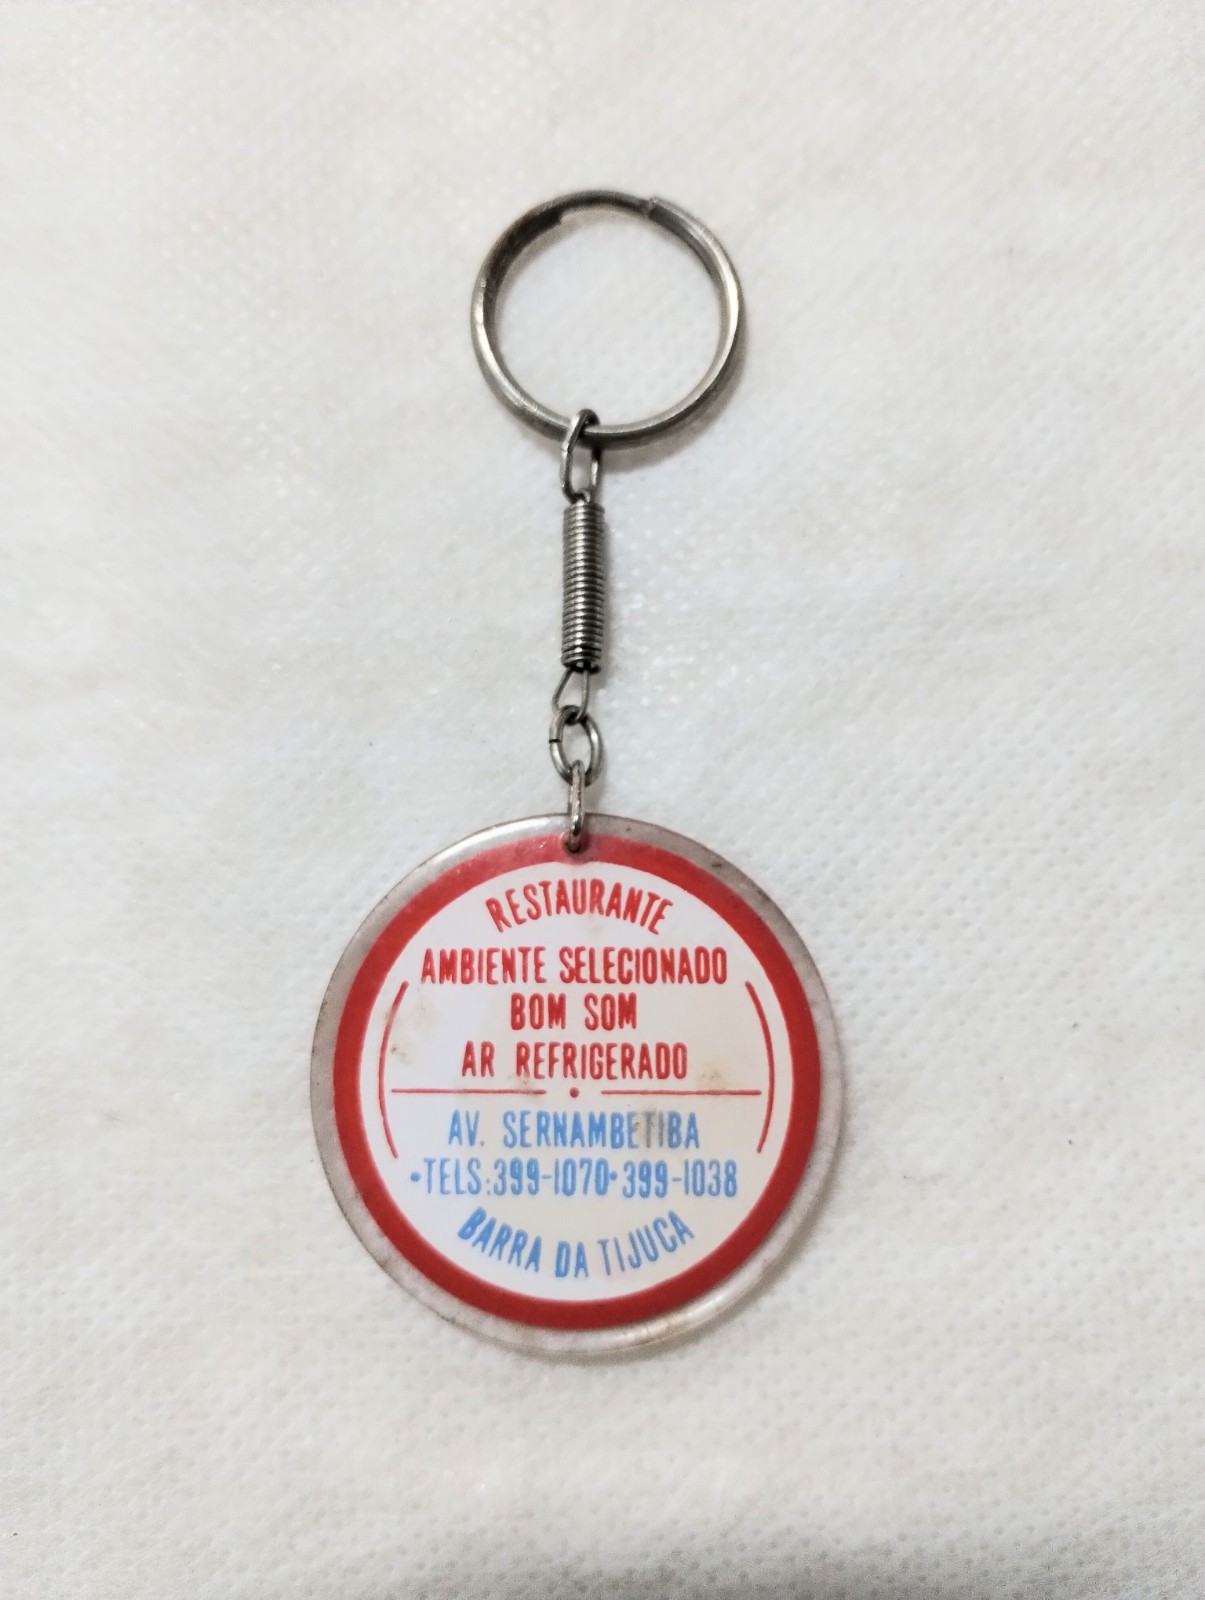 RESTAURANTE
AMBIENTE SELECIONADO
BOM SOM
AR REFRIGERADO
AV. SERNAMBETIBA
•TELS:399-1070•399-1038
BARRA DA TIJUCA